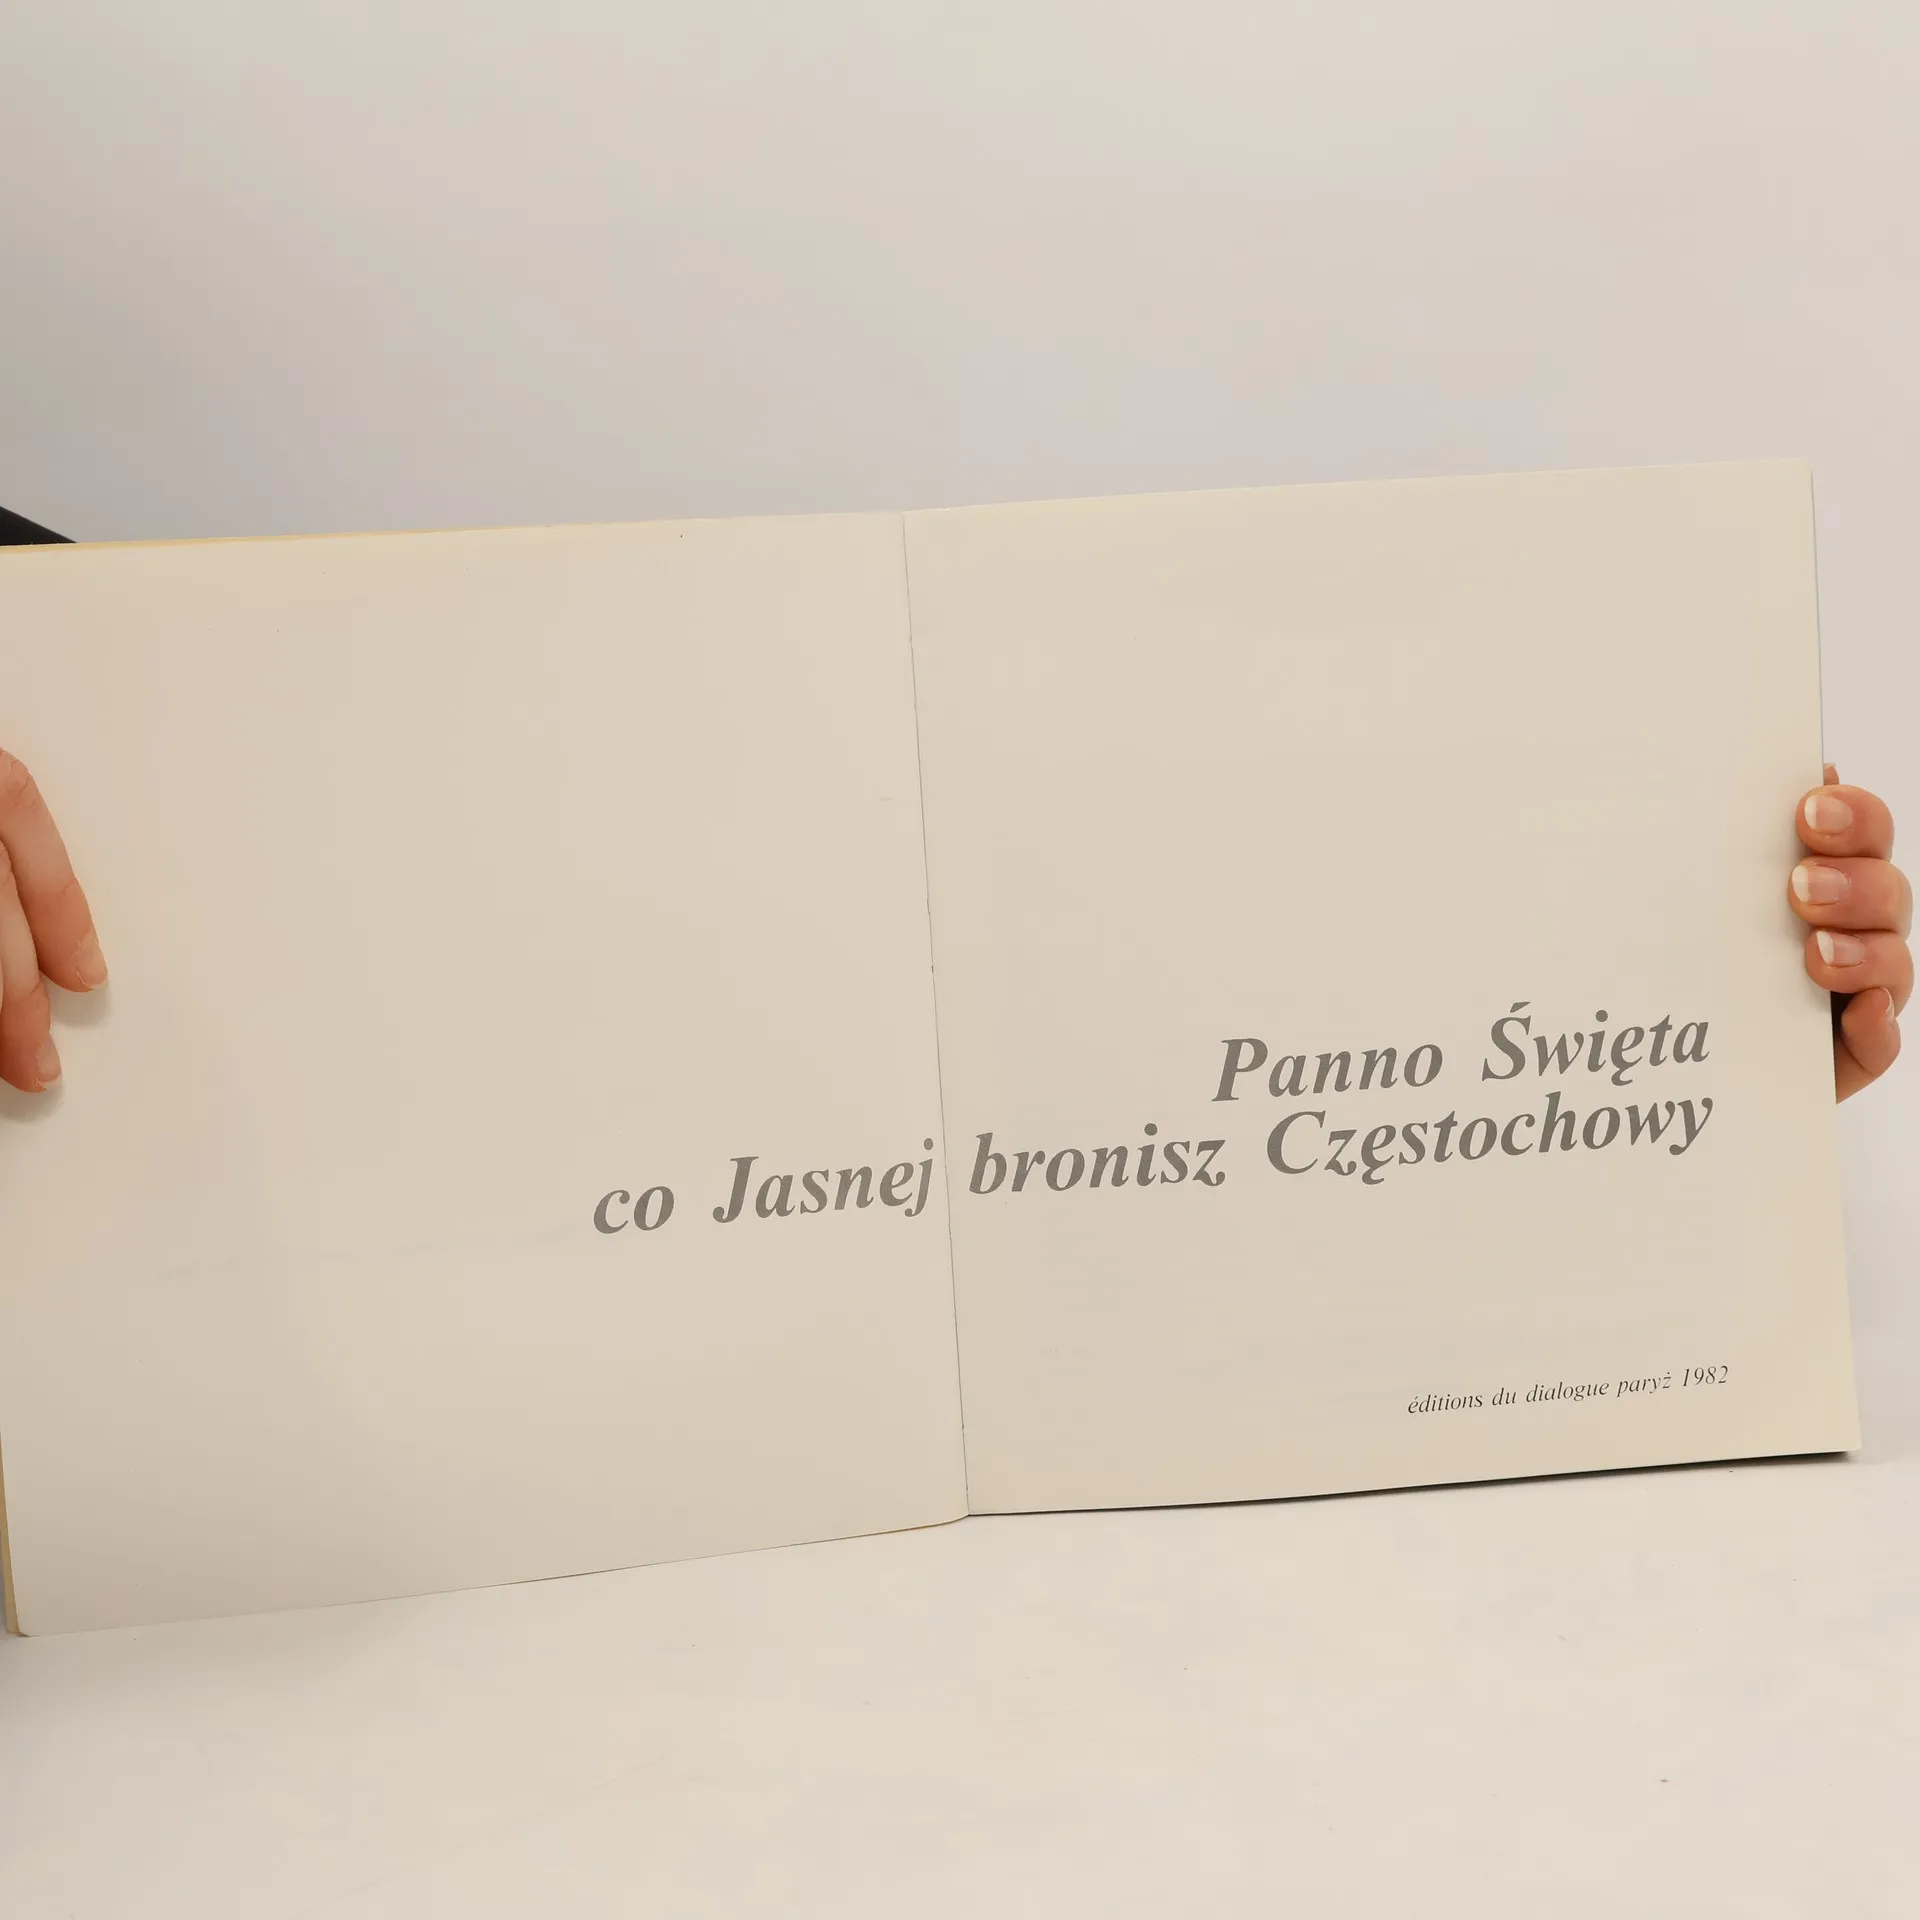 Panno Święta
co Jasnej bronisz Częstochowy
éditions du dialogue paryż 1982